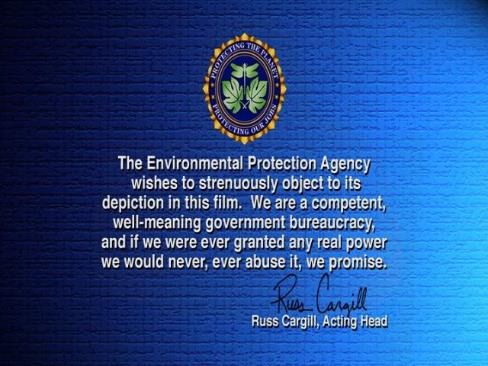 PROTECTING THE PLANET
PROTECTING OUR JOBS
The Environmental Protection Agency
wishes to strenuously object to its
depiction in this film. We are a competent,
well-meaning government bureaucracy,
and if we were ever granted any real power
we would never, ever abuse it, we promise.
Russ Cargill
Russ Cargill, Acting Head